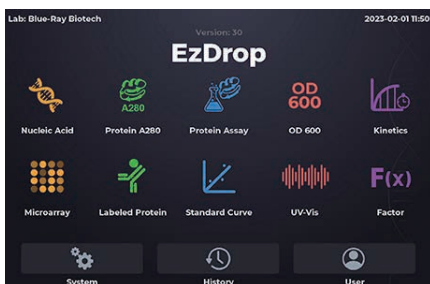 Lab: Blue-Ray Biotech 2023-02-01 11:50
Version: 30
EzDrop
A280
OD
600
Nucleic Acid Protein A280 Protein Assay OD 600 Kinetics
F(x)
Microarray Labeled Protein Standard Curve UV-Vis Factor
System History User